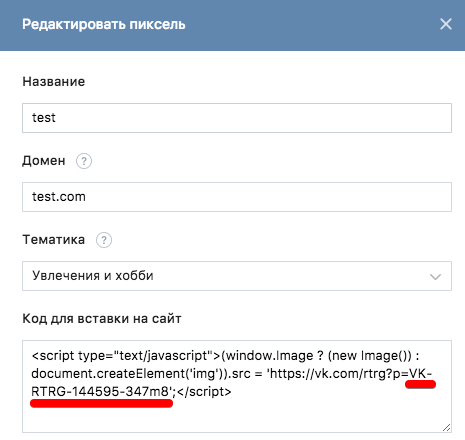 Редактировать пиксель
Название
test
Домен ?
test.com
Тематика ?
Увлечения и хобби
Код для вставки на сайт
<script type="text/javascript">(window.Image ? (new Image()) :
document.createElement('img')).src = 'https://vk.com/rtrg?p=VK-
RTRG-144595-347m8';</script>